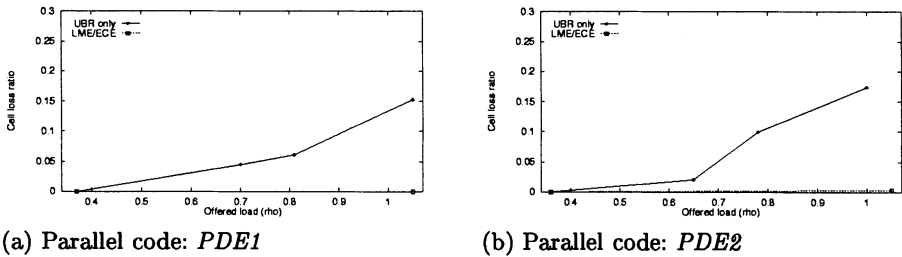 0.3
0.25
0.2
0.15
0.1
0.05
0
Cell loss ratio
UBR only
LME/ECE
0.4 0.5 0.6 0.7 0.8 0.9 1
Offered load (rho)
(a) Parallel code: PDE1
0.3
0.25
0.2
0.15
0.1
0.05
0
Cell loss ratio
UBR only
LME/ECE
0.4 0.5 0.6 0.7 0.8 0.9 1
Offered load (rho)
(b) Parallel code: PDE2